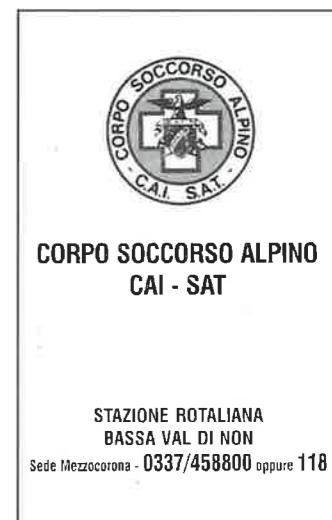 CORPO SOCCORSO ALPINO
- C.A.I. S.A.T. -
CORPO SOCCORSO ALPINO
CAI - SAT
STAZIONE ROTALIANA
BASSA VAL DI NON
Sede Mezzocorona - 0337/458800 oppure 118